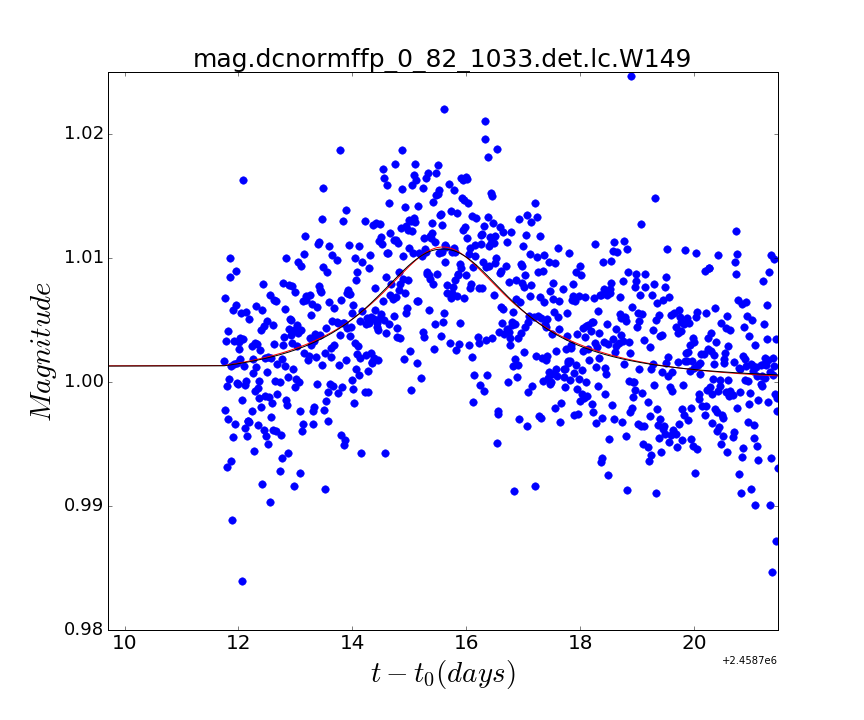 mag.dcnormffp_0_82_1033.det.lc.W149
1.02
1.01
1.00
0.99
0.98
Magnitude
10 12 14 16 18 20
+2.4587e6
t − t₀(days)